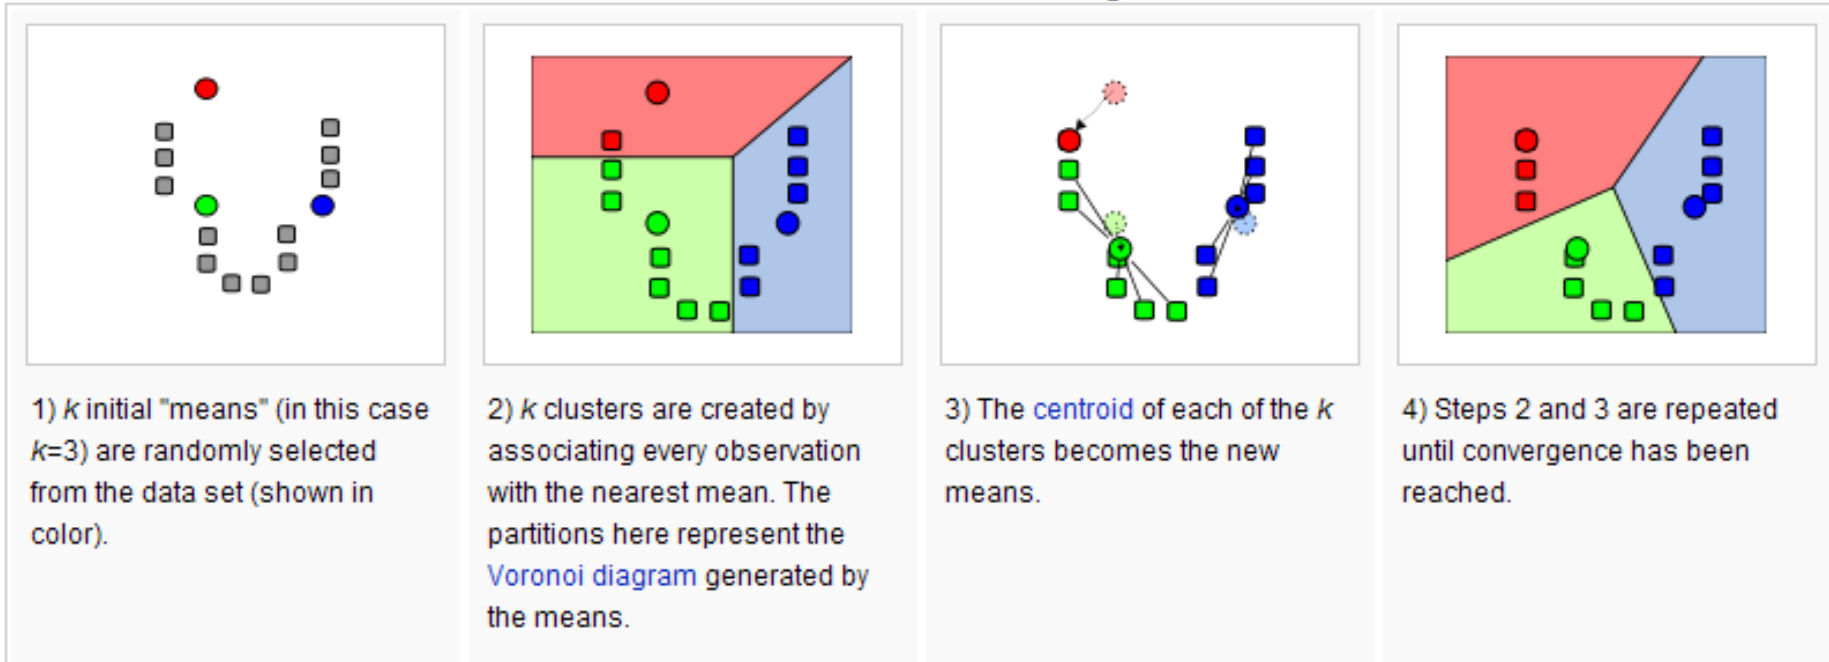 1) k initial "means" (in this case
k=3) are randomly selected
from the data set (shown in
color).
2) k clusters are created by
associating every observation
with the nearest mean. The
partitions here represent the
Voronoi diagram generated by
the means.
3) The centroid of each of the k
clusters becomes the new
means.
4) Steps 2 and 3 are repeated
until convergence has been
reached.